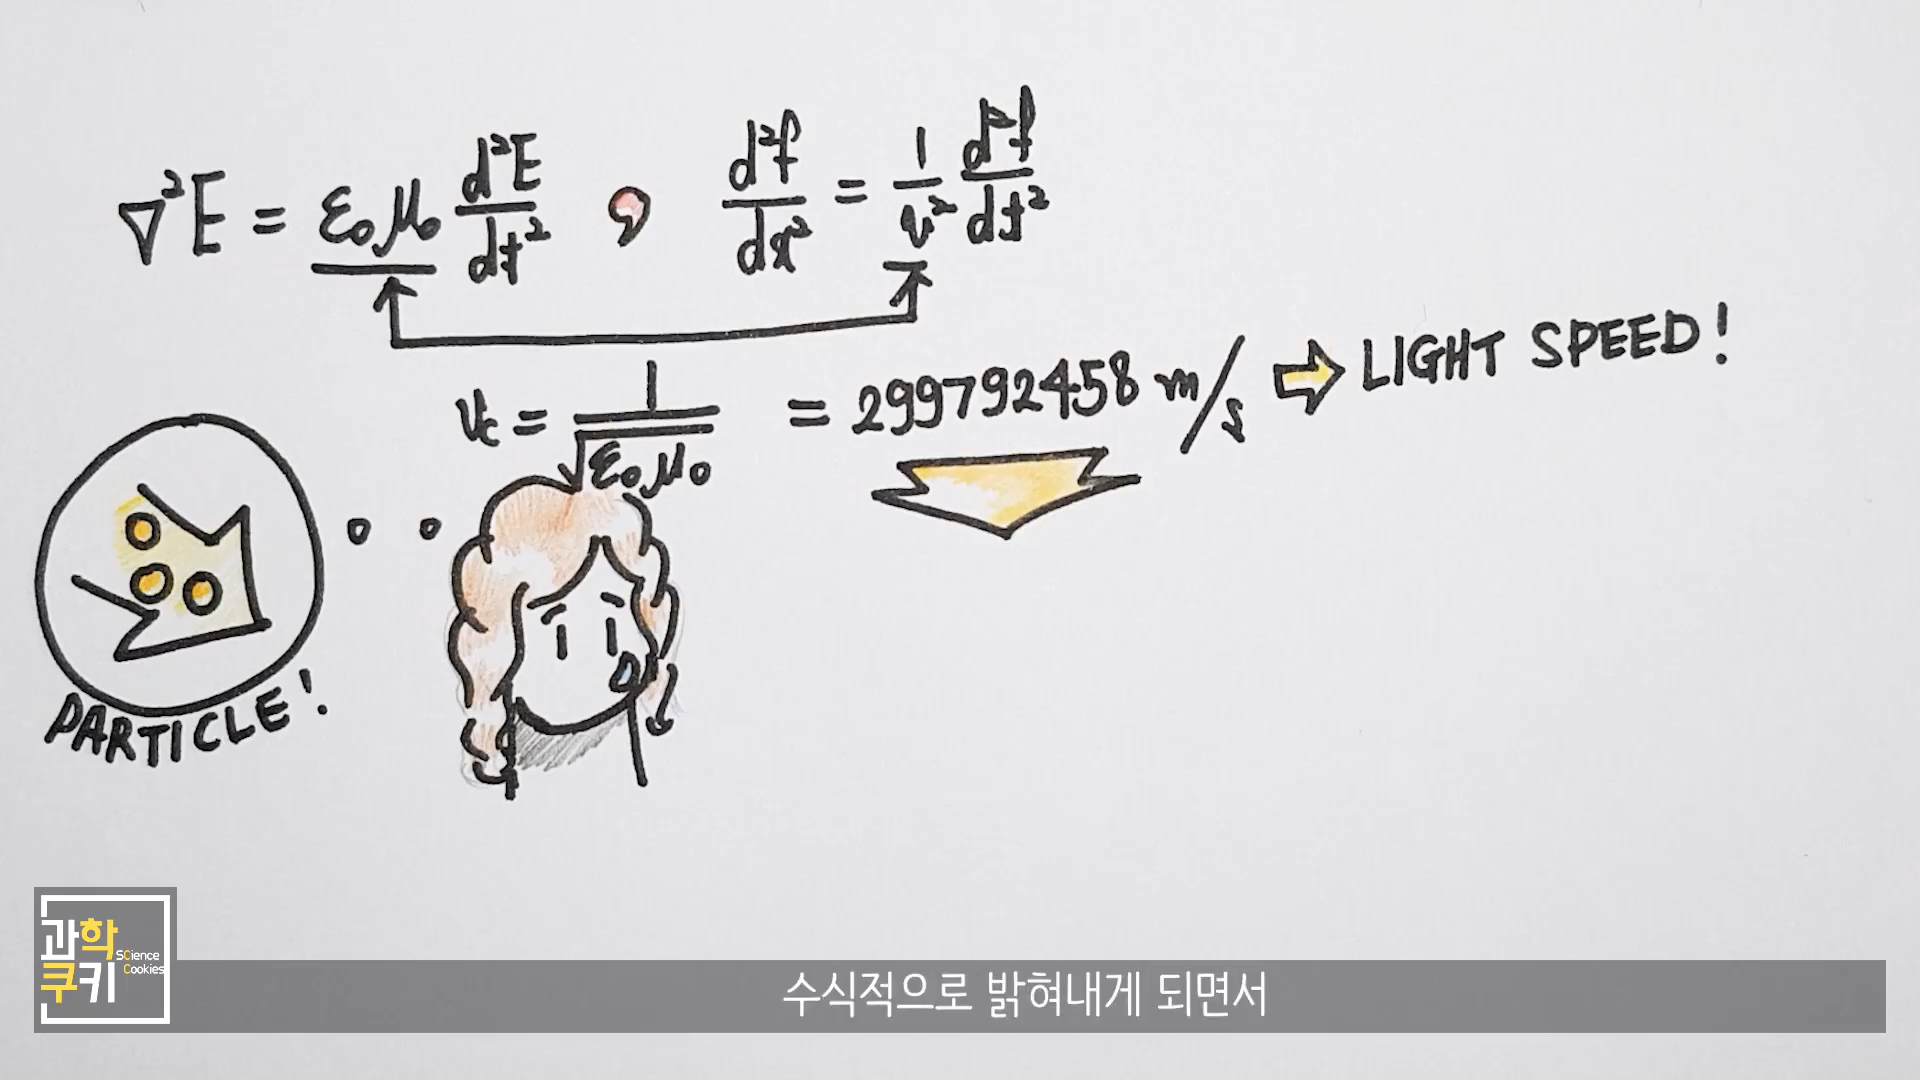 ∇²E = ε₀μ₀ d²E/dt² , d²f/dx² = 1/v² d²f/dt²
v_c = 1/√ε₀μ₀ = 299792458 m/s ⇨ LIGHT SPEED!
PARTICLE!
과학
쿠키
SCience
Cookies
수식적으로 밝혀내게 되면서